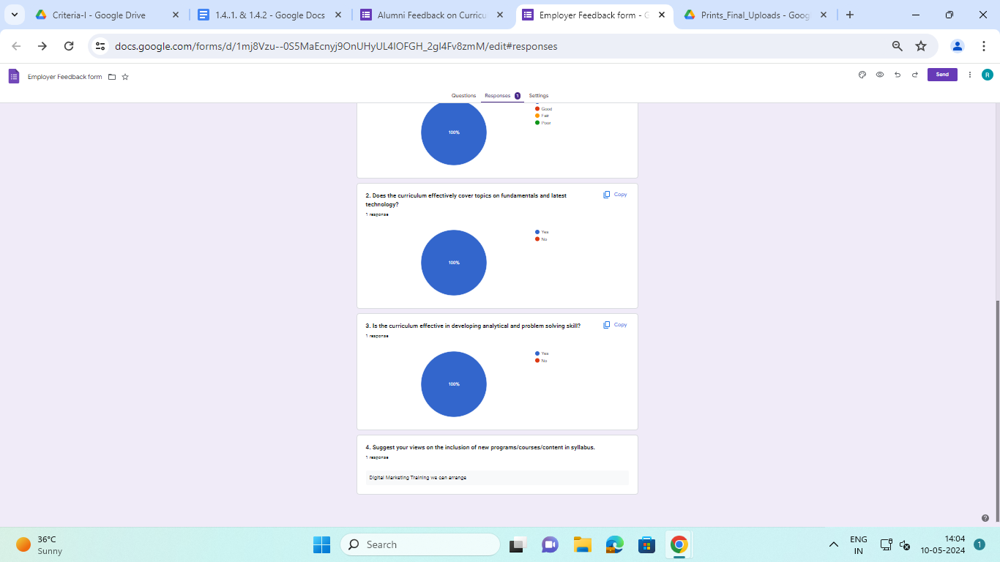 Criteria-I - Google Drive
1.4..1. & 1.4.2 - Google Docs
Alumni Feedback on Curricu
Employer Feedback form - G
Prints_Final_Uploads - Goog
docs.google.com/forms/d/1mj8Vzu--0S5MaEcnyj9OnUHyUL4lOFGH_2gl4Fv8zmM/edit#responses
Employer Feedback form
Send
R
Questions
Responses 1
Settings
Good
Fair
Poor
100%
2. Does the curriculum effectively cover topics on fundamentals and latest
technology?
Copy
1 response
Yes
No
100%
3. Is the curriculum effective in developing analytical and problem solving skill?
Copy
1 response
Yes
No
100%
4. Suggest your views on the inclusion of new programs/courses/content in syllabus.
1 response
Digital Marketing Training we can arrange
36°C
Sunny
Search
ENG
IN
14:04
10-05-2024
1